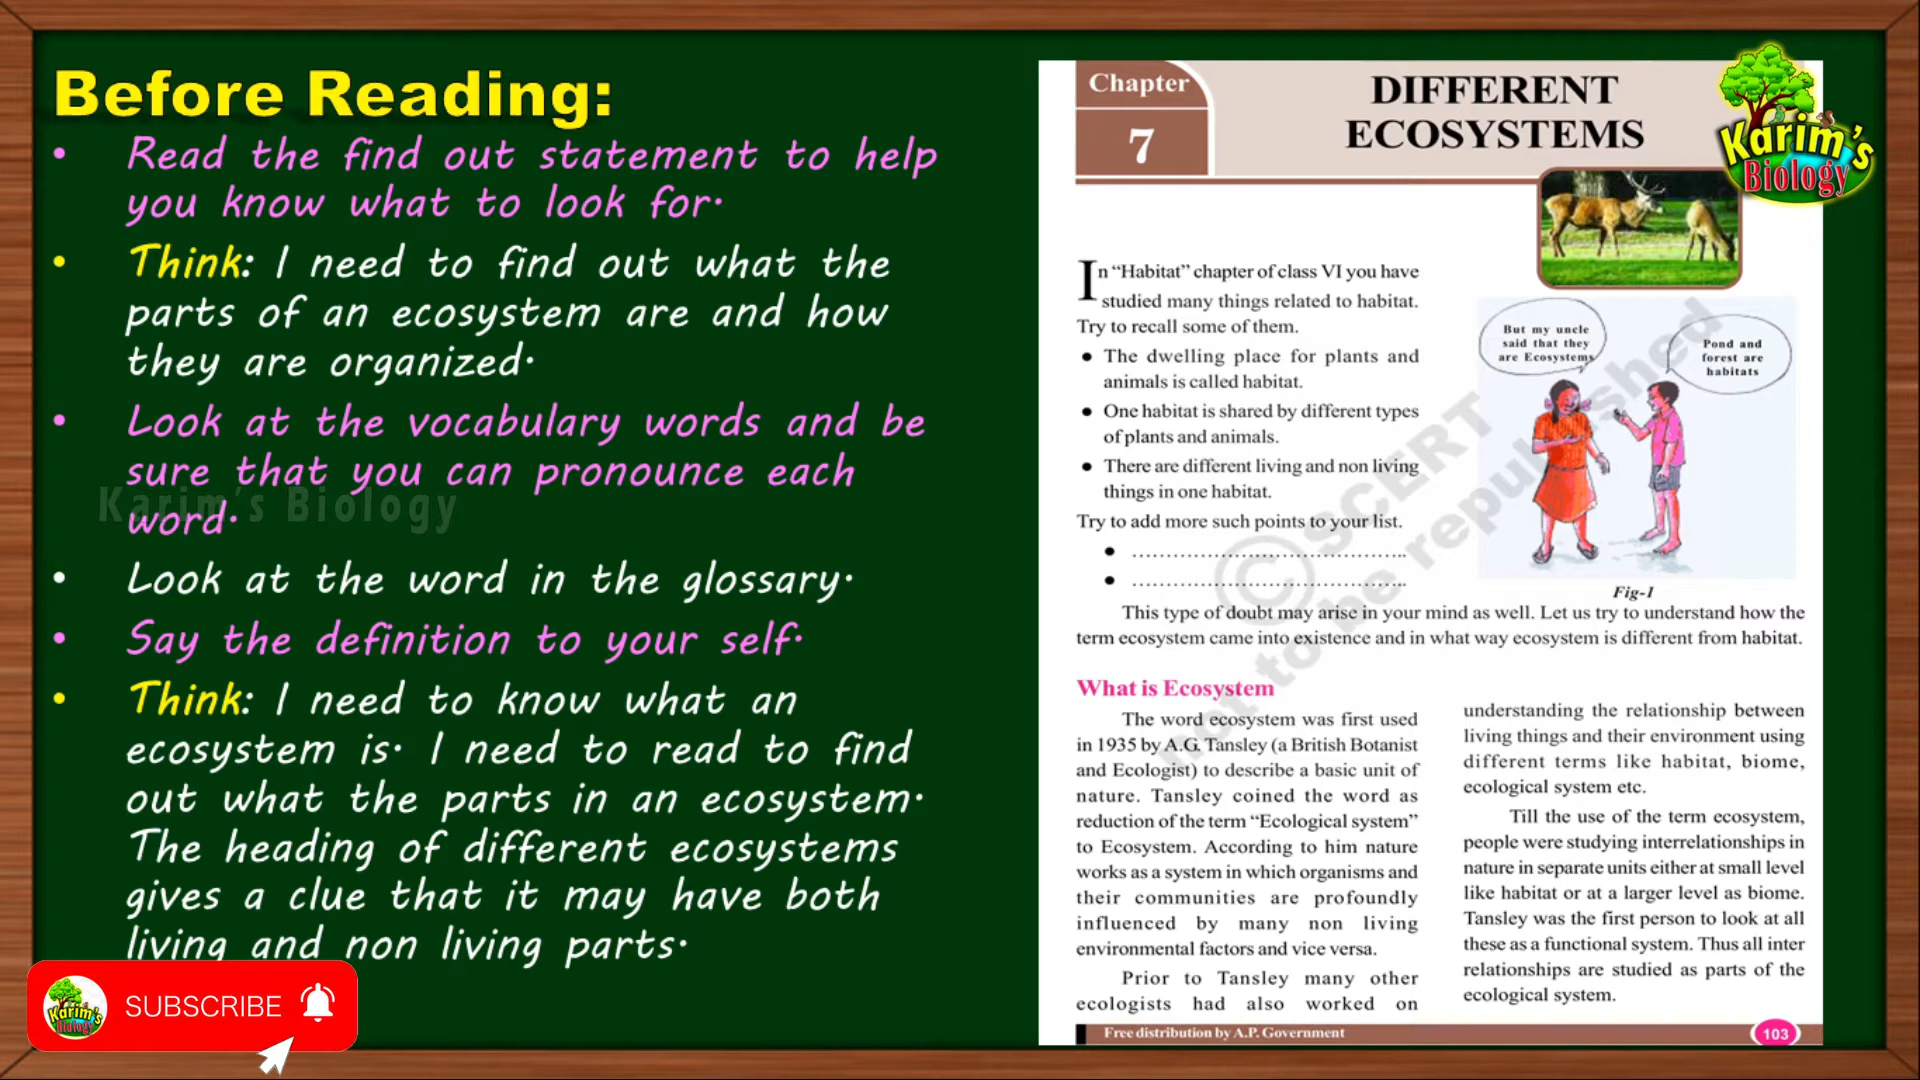 Before Reading:
• Read the find out statement to help
you know what to look for.
• Think: I need to find out what the
parts of an ecosystem are and how
they are organized.
• Look at the vocabulary words and be
sure that you can pronounce each
word.
• Look at the word in the glossary.
• Say the definition to your self.
• Think: I need to know what an
ecosystem is. I need to read to find
out what the parts in an ecosystem.
The heading of different ecosystems
gives a clue that it may have both
living and non living parts.
Karim's Biology
Karim's
Biology
SUBSCRIBE
Chapter
7
DIFFERENT
ECOSYSTEMS
Karim's
Biology
In “Habitat” chapter of class VI you have
studied many things related to habitat.
Try to recall some of them.
● The dwelling place for plants and
animals is called habitat.
● One habitat is shared by different types
of plants and animals.
● There are different living and non living
things in one habitat.
Try to add more such points to your list.
● ..........................................
● ..........................................
But my uncle
said that they
are Ecosystems
Pond and
forest are
habitats
Fig-1
This type of doubt may arise in your mind as well. Let us try to understand how the
term ecosystem came into existence and in what way ecosystem is different from habitat.
What is Ecosystem
The word ecosystem was first used
in 1935 by A.G. Tansley (a British Botanist
and Ecologist) to describe a basic unit of
nature. Tansley coined the word as
reduction of the term “Ecological system”
to Ecosystem. According to him nature
works as a system in which organisms and
their communities are profoundly
influenced by many non living
environmental factors and vice versa.
Prior to Tansley many other
ecologists had also worked on
understanding the relationship between
living things and their environment using
different terms like habitat, biome,
ecological system etc.
Till the use of the term ecosystem,
people were studying interrelationships in
nature in separate units either at small level
like habitat or at a larger level as biome.
Tansley was the first person to look at all
these as a functional system. Thus all inter
relationships are studied as parts of the
ecological system.
© SCERT
not to be republished
Free distribution by A.P. Government
103